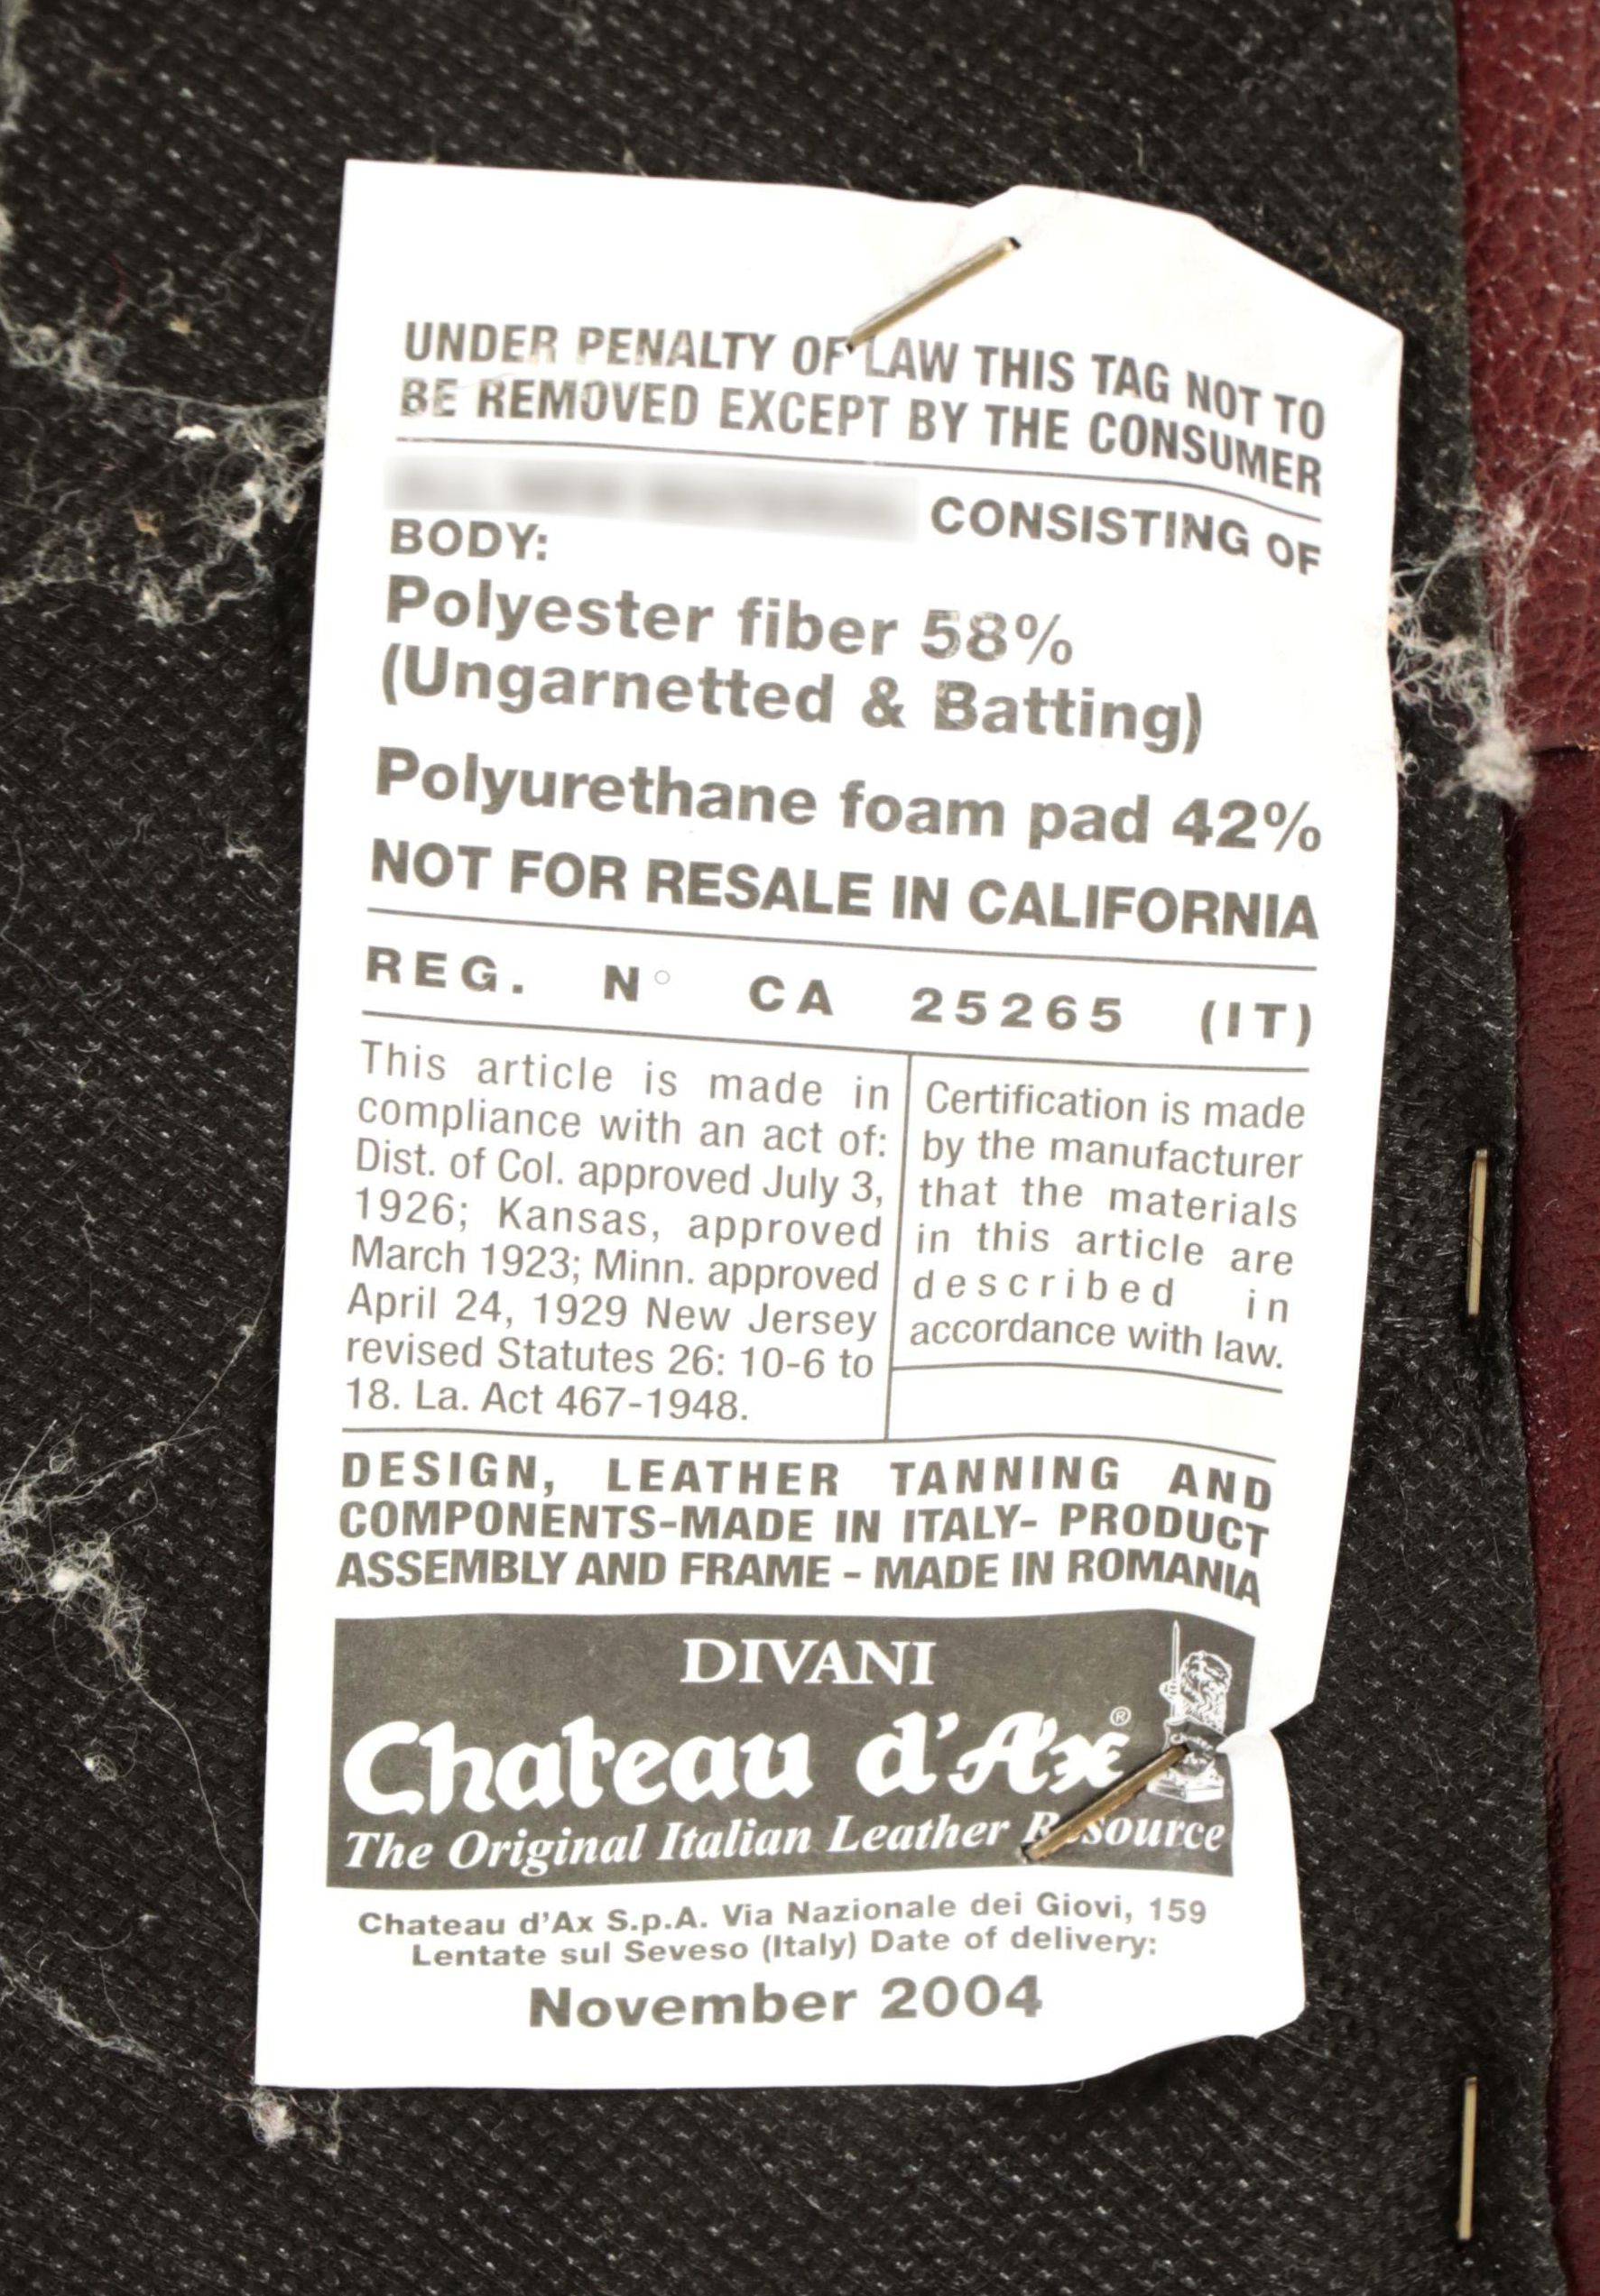 UNDER PENALTY OF LAW THIS TAG NOT TO
BE REMOVED EXCEPT BY THE CONSUMER
CONSISTING OF
BODY:
Polyester fiber 58%
(Ungarnetted & Batting)
Polyurethane foam pad 42%
NOT FOR RESALE IN CALIFORNIA
REG. N° CA 25265 (IT)
This article is made in
compliance with an act of:
Dist. of Col. approved July 3,
1926; Kansas, approved
March 1923; Minn. approved
April 24, 1929 New Jersey
revised Statutes 26: 10-6 to
18. La. Act 467-1948.
Certification is made
by the manufacturer
that the materials
in this article are
described in
accordance with law.
DESIGN, LEATHER TANNING AND
COMPONENTS-MADE IN ITALY- PRODUCT
ASSEMBLY AND FRAME - MADE IN ROMANIA
DIVANI
Chateau d'Ax®
The Original Italian Leather Resource
Chateau d'Ax S.p.A. Via Nazionale dei Giovi, 159
Lentate sul Seveso (Italy) Date of delivery:
November 2004